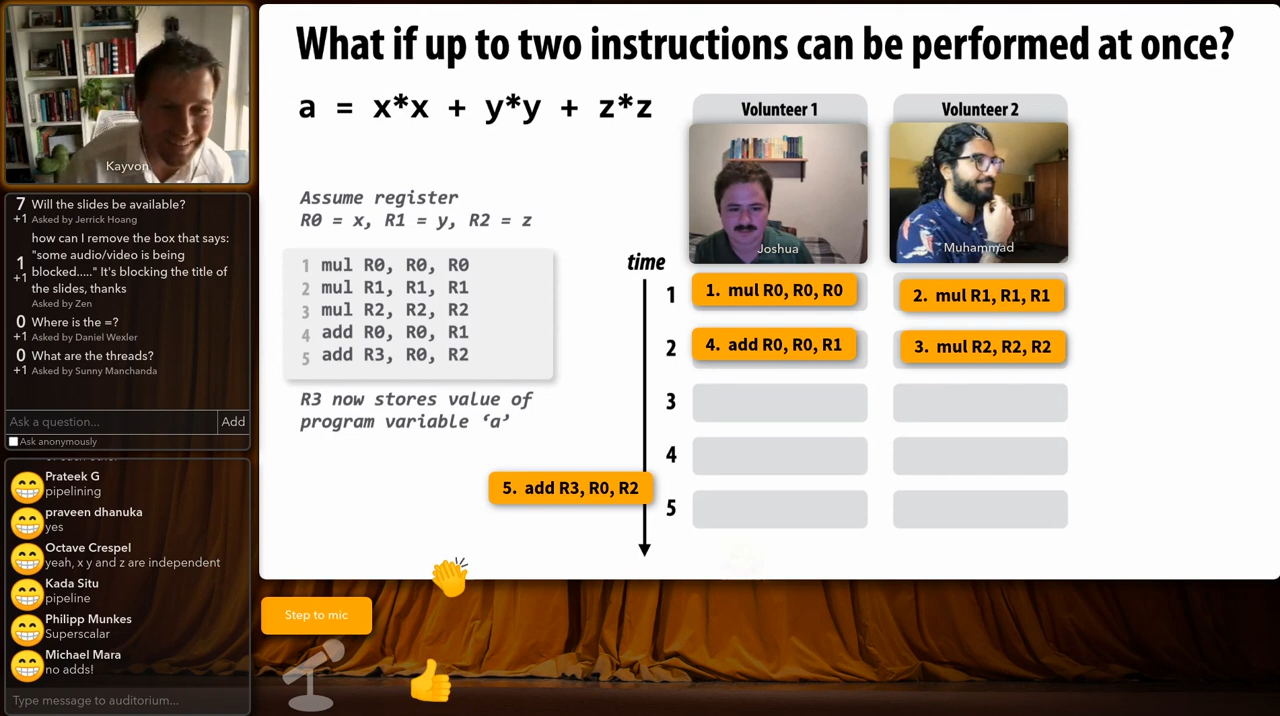 Kayvon
7 Will the slides be available?
+1 Asked by Jerrick Hoang
how can I remove the box that says:
"some audio/video is being
1 blocked....." It's blocking the title of
+1 the slides, thanks
Asked by Zen
0 Where is the =?
+1 Asked by Daniel Wexler
0 What are the threads?
+1 Asked by Sunny Manchanda
Ask a question...
Add
Ask anonymously
Prateek G
pipelining
praveen dhanuka
yes
Octave Crespel
yeah, x y and z are independent
Kada Situ
pipeline
Philipp Munkes
Superscalar
Michael Mara
no adds!
Type message to auditorium...
What if up to two instructions can be performed at once?
a = x*x + y*y + z*z
Assume register
R0 = x, R1 = y, R2 = z
1 mul R0, R0, R0
2 mul R1, R1, R1
3 mul R2, R2, R2
4 add R0, R0, R1
5 add R3, R0, R2
R3 now stores value of
program variable ‘a’
Volunteer 1
Volunteer 2
Joshua
Muhammad
time
1
1. mul R0, R0, R0
2. mul R1, R1, R1
2
4. add R0, R0, R1
3. mul R2, R2, R2
3
4
5. add R3, R0, R2
5
Step to mic